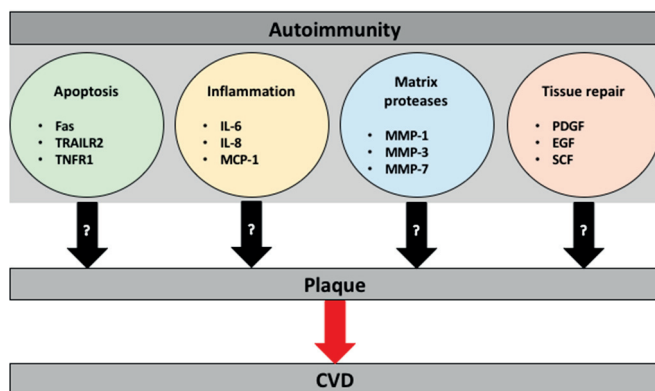 Autoimmunity
Apoptosis
• Fas
• TRAILR2
• TNFR1
Inflammation
• IL-6
• IL-8
• MCP-1
Matrix
proteases
• MMP-1
• MMP-3
• MMP-7
Tissue repair
• PDGF
• EGF
• SCF
?
?
?
?
Plaque
CVD